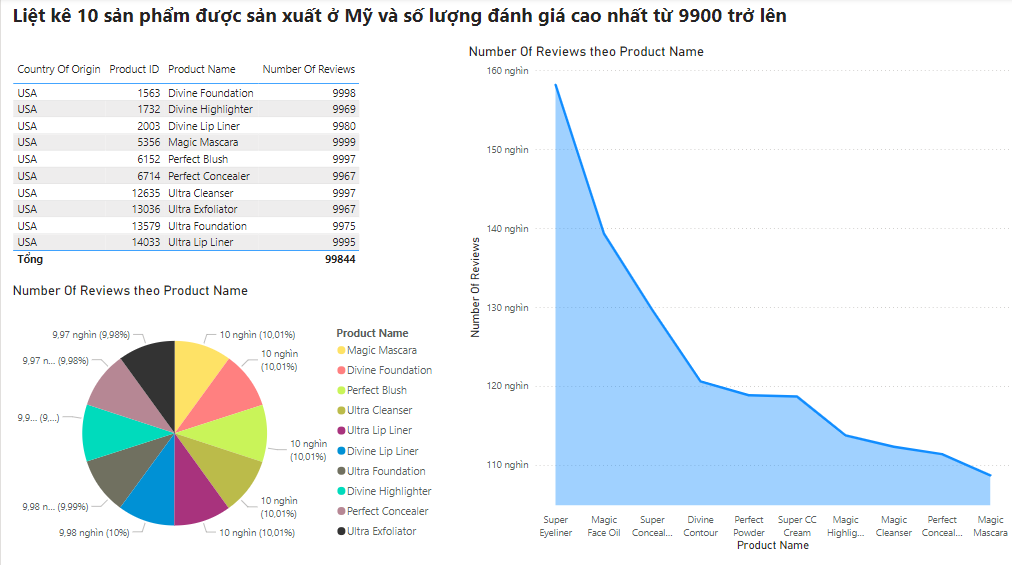 Liệt kê 10 sản phẩm được sản xuất ở Mỹ và số lượng đánh giá cao nhất từ 9900 trở lên
Country Of Origin Product ID Product Name Number Of Reviews
USA 1563 Divine Foundation 9998
USA 1732 Divine Highlighter 9969
USA 2003 Divine Lip Liner 9980
USA 5356 Magic Mascara 9999
USA 6152 Perfect Blush 9997
USA 6714 Perfect Concealer 9967
USA 12635 Ultra Cleanser 9997
USA 13036 Ultra Exfoliator 9967
USA 13579 Ultra Foundation 9975
USA 14033 Ultra Lip Liner 9995
Tổng 99844
Number Of Reviews theo Product Name
9,97 nghìn (9,98%)
10 nghìn (10,01%)
9,97 n... (9,98%)
10 nghìn
(10,01%)
9,9... (9,...)
10 nghìn
(10,01%)
9,98 n... (9,99%)
10 nghìn
(10,01%)
9,98 nghìn (10%)
10 nghìn (10,01%)
Product Name
Magic Mascara
Divine Foundation
Perfect Blush
Ultra Cleanser
Ultra Lip Liner
Divine Lip Liner
Ultra Foundation
Divine Highlighter
Perfect Concealer
Ultra Exfoliator
Number Of Reviews theo Product Name
Number Of Reviews
160 nghìn
150 nghìn
140 nghìn
130 nghìn
120 nghìn
110 nghìn
Super Magic Super Divine Perfect Super CC Magic Magic Perfect Magic
Eyeliner Face Oil Conceal... Contour Powder Cream Highlig... Cleanser Conceal... Mascara
Product Name